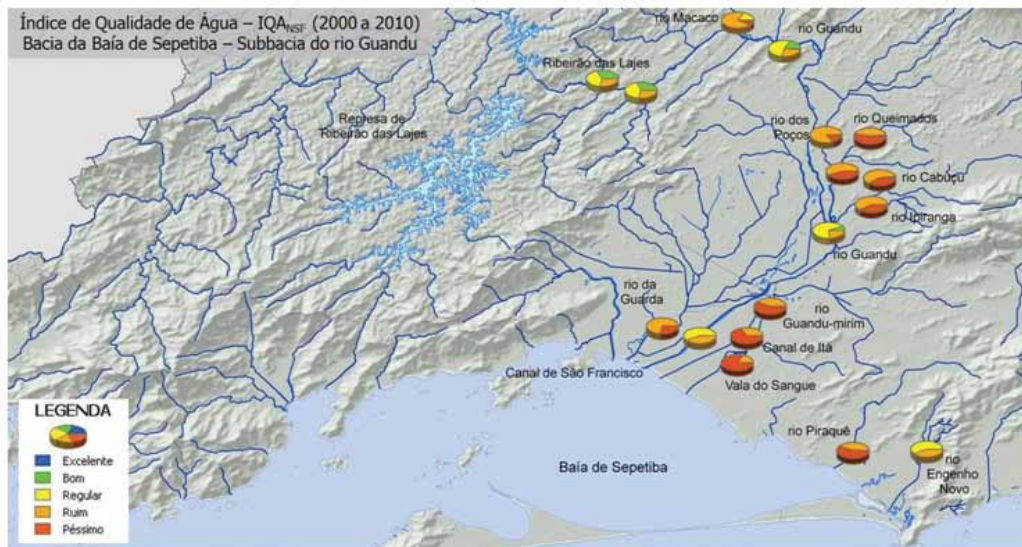 Índice de Qualidade de Água – IQANSF (2000 a 2010)
Bacia da Baía de Sepetiba – Subbacia do rio Guandu
rio Macaco
rio Guandu
Ribeirão das Lajes
Represa de
Ribeirão das Lajes
rio dos
Poços
rio Queimados
rio Cabuçu
rio Ipiranga
rio Guandu
rio da
Guarda
rio
Guandu-mirim
Canal de Itá
Canal de São Francisco
Vala do Sangue
rio Piraquê
rio
Engenho
Novo
Baía de Sepetiba
LEGENDA
Excelente
Bom
Regular
Ruim
Péssimo